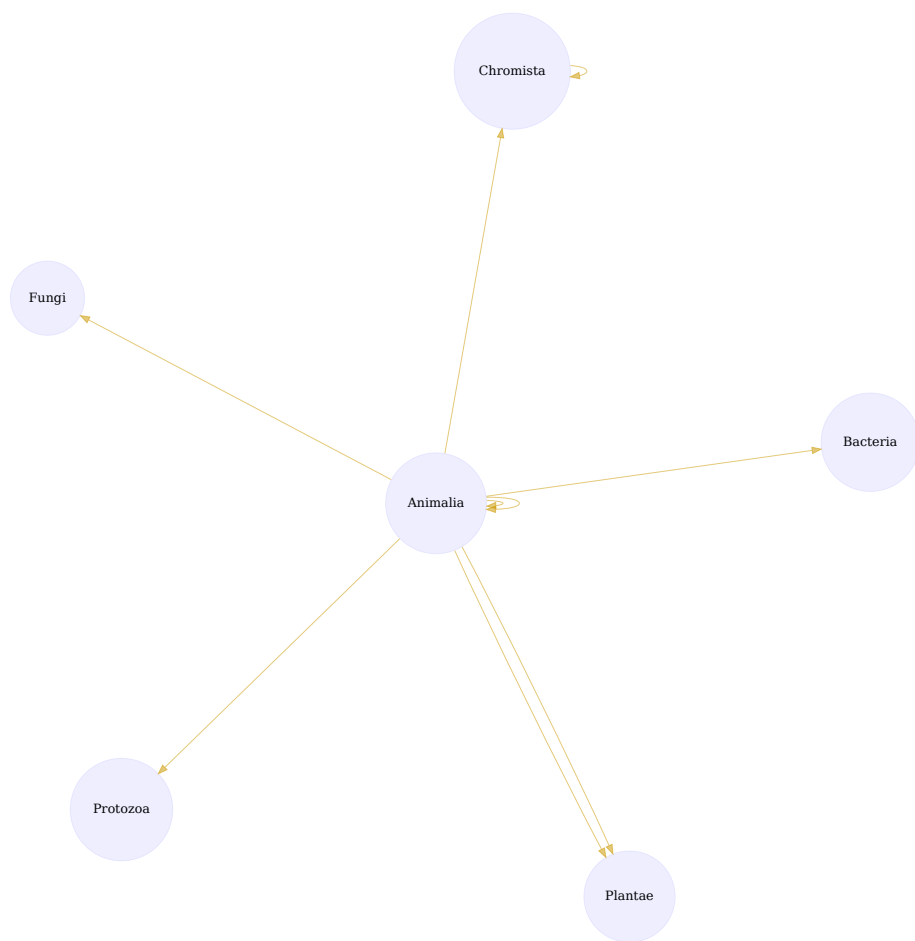 Chromista
Fungi
Bacteria
Animalia
Protozoa
Plantae